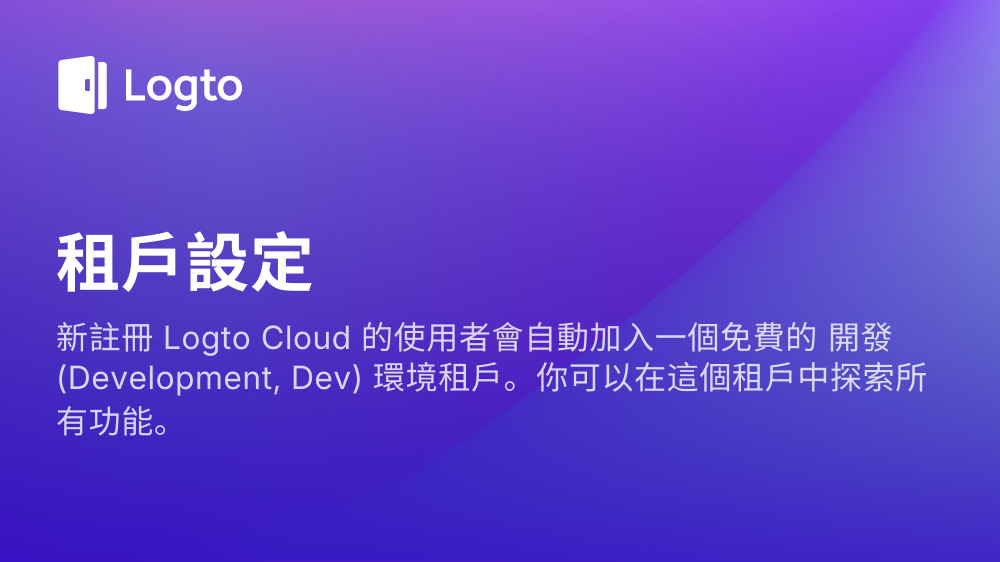 Logto
租戶設定
新註冊 Logto Cloud 的使用者會自動加入一個免費的 開發
(Development, Dev) 環境租戶。你可以在這個租戶中探索所
有功能。